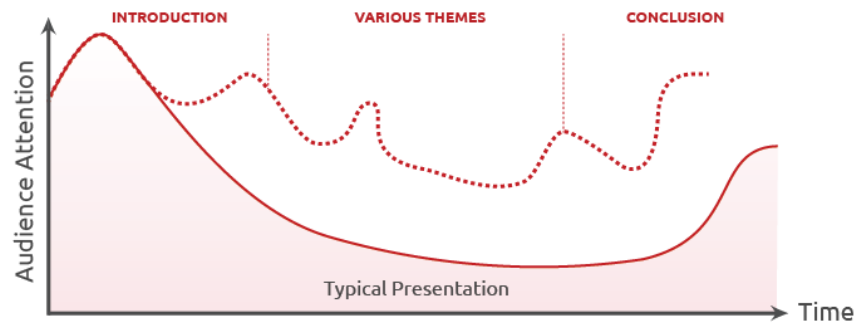 INTRODUCTION VARIOUS THEMES CONCLUSION
Audience Attention
Typical Presentation
Time